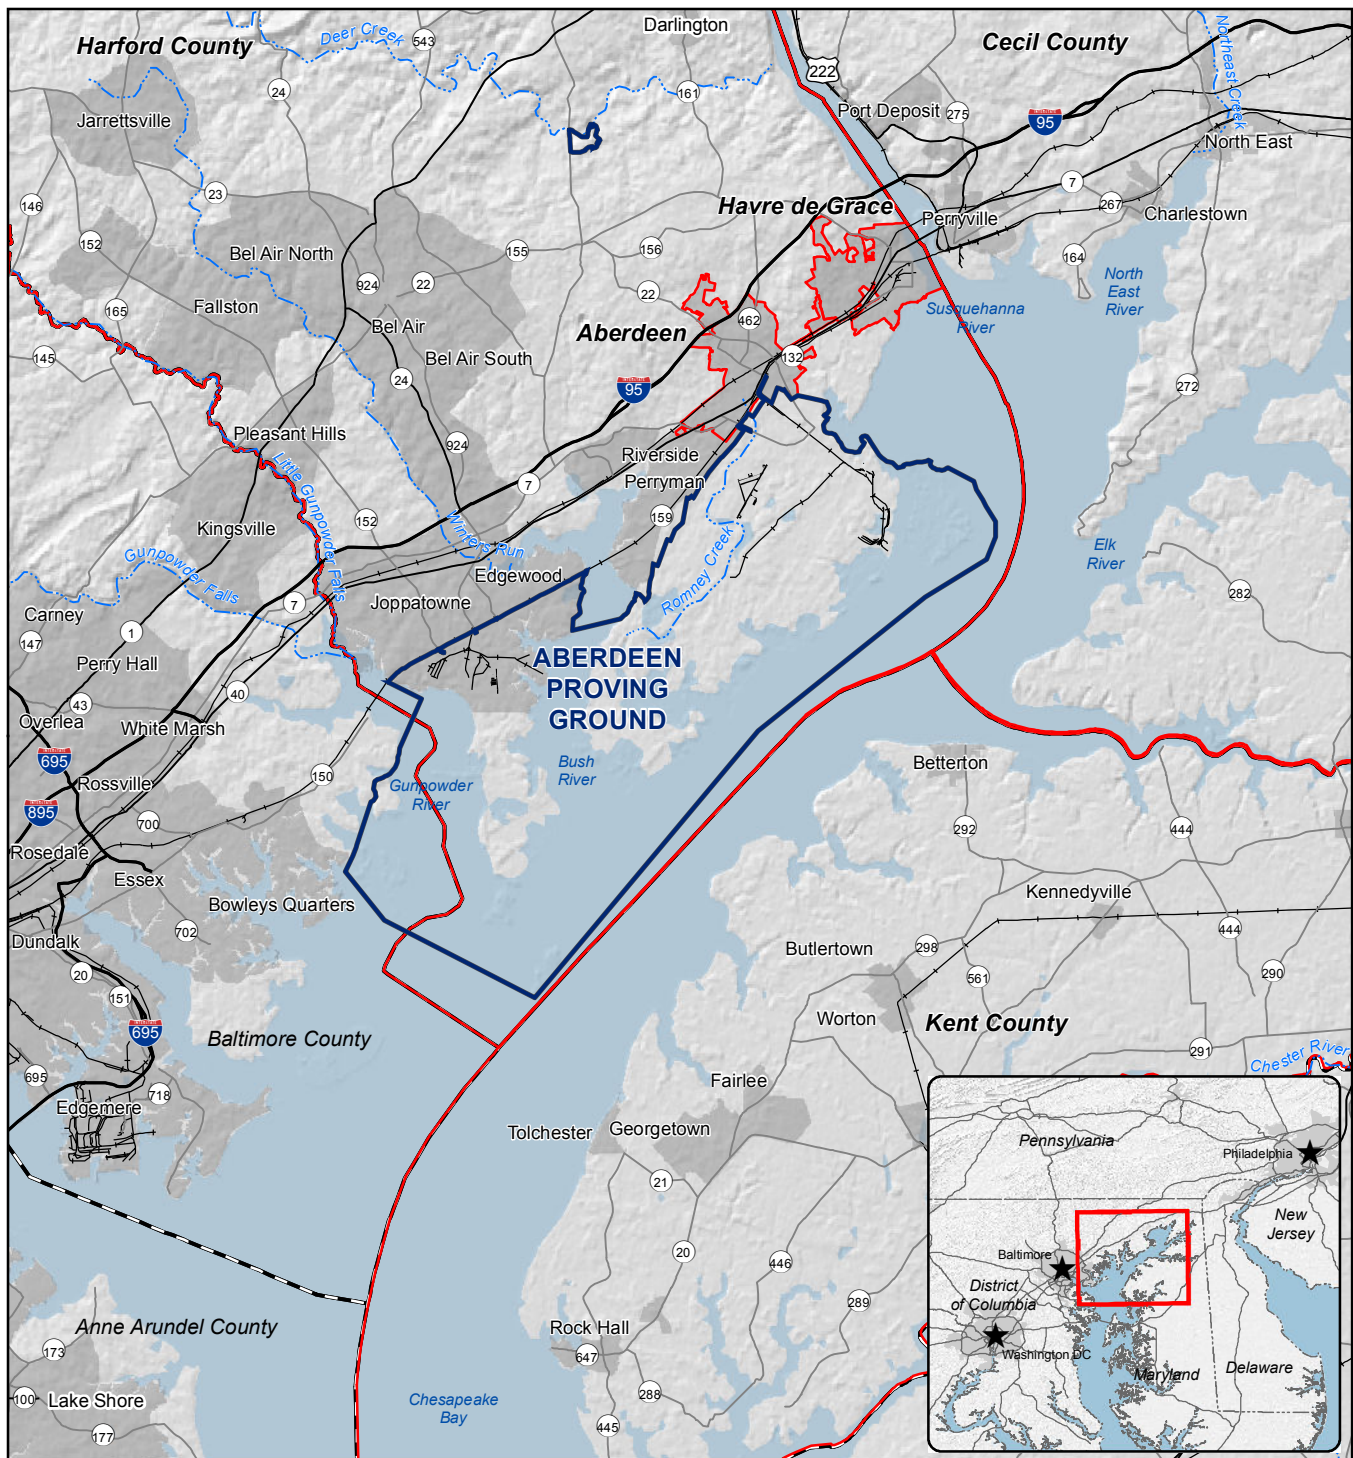 Darlington
Harford County
Deer Creek
543
Cecil County
Northeast Creek
222
24
161
Jarrettsville
Port Deposit
275
INTERSTATE
95
North East
7
23
146
267
Havre de Grace
Perryville
Charlestown
152
Bel Air North
155
156
164
North
East
River
924
22
22
Fallston
165
462
Susquehanna
River
Bel Air
Aberdeen
145
Bel Air South
132
24
INTERSTATE
95
272
Pleasant Hills
924
Riverside
Little Gunpowder Falls
7
Perryman
152
159
Kingsville
Winters Run
Elk
River
Gunpowder Falls
Edgewood
Romney Creek
282
Carney
7
Joppatowne
147
1
Perry Hall
ABERDEEN
PROVING
GROUND
40
43
Overlea
White Marsh
INTERSTATE
695
Rossville
150
Gunpowder
River
Bush
River
Betterton
INTERSTATE
895
700
292
444
Rosedale
Essex
Kennedyville
Bowleys Quarters
702
444
Dundalk
Butlertown
298
20
561
290
151
INTERSTATE
695
Worton
Kent County
Baltimore County
291
Chester River
695
718
Edgemere
Fairlee
Tolchester
Georgetown
21
20
446
289
Anne Arundel County
Rock Hall
173
647
288
100
Lake Shore
Chesapeake
Bay
445
177
Pennsylvania
Philadelphia
New
Jersey
Baltimore
District
of Columbia
Washington DC
Maryland
Delaware